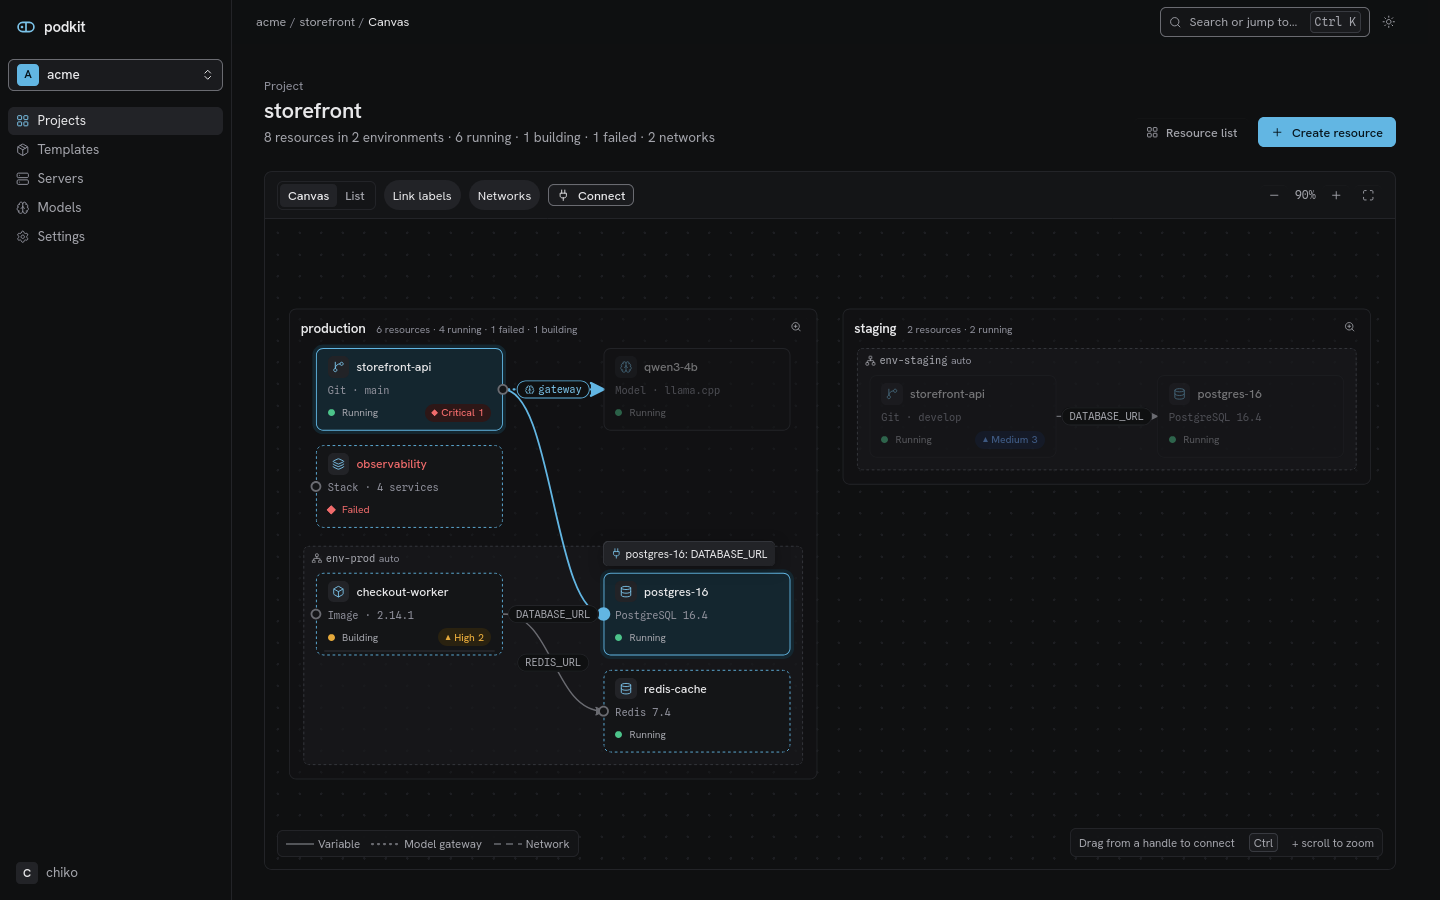 podkit
acme / storefront / Canvas
Search or jump to... Ctrl K
A acme
Projects
Templates
Servers
Models
Settings
Project
storefront
8 resources in 2 environments · 6 running · 1 building · 1 failed · 2 networks
Resource list
+ Create resource
Canvas List Link labels Networks Connect
− 90% +
production 6 resources · 4 running · 1 failed · 1 building
storefront-api
Git · main
Running Critical 1
gateway
qwen3-4b
Model · llama.cpp
Running
observability
Stack · 4 services
Failed
env-prod auto
checkout-worker
Image · 2.14.1
Building High 2
DATABASE_URL
REDIS_URL
postgres-16: DATABASE_URL
postgres-16
PostgreSQL 16.4
Running
redis-cache
Redis 7.4
Running
staging 2 resources · 2 running
env-staging auto
storefront-api
Git · develop
Running Medium 3
DATABASE_URL
postgres-16
PostgreSQL 16.4
Running
Variable Model gateway Network
Drag from a handle to connect Ctrl + scroll to zoom
C chiko